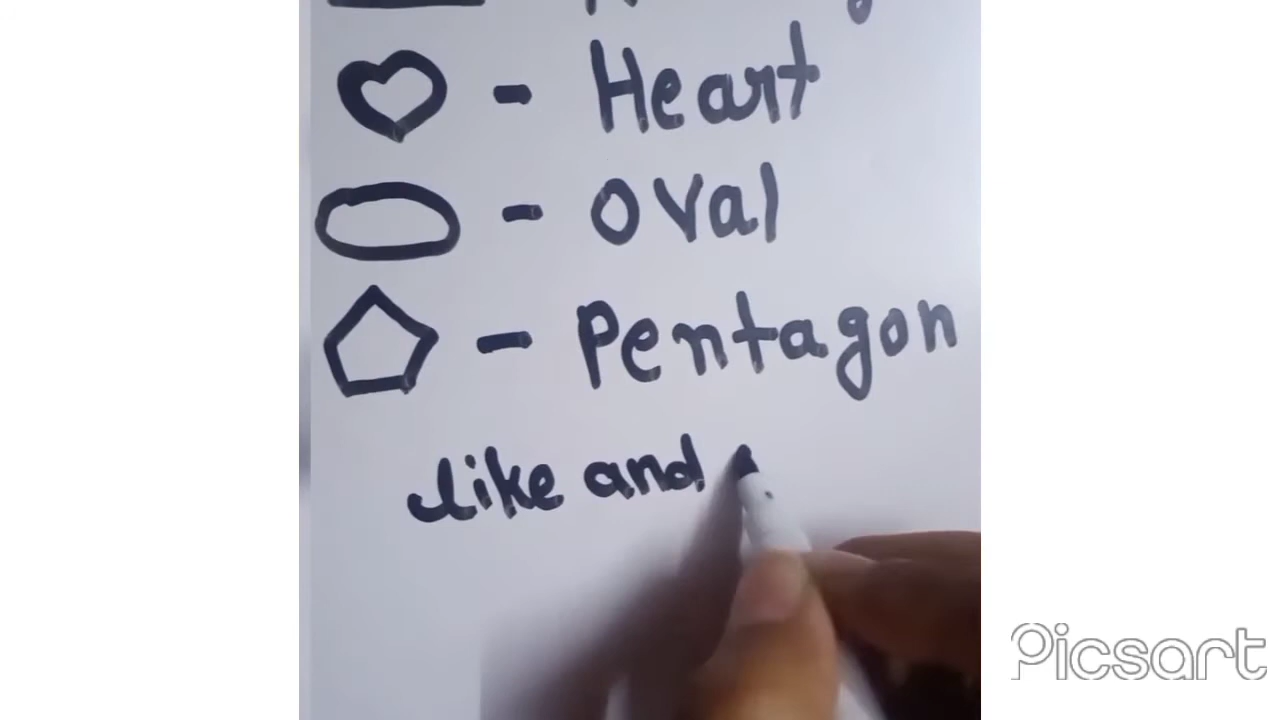 - Heart
- Oval
- Pentagon
like and
Picsart